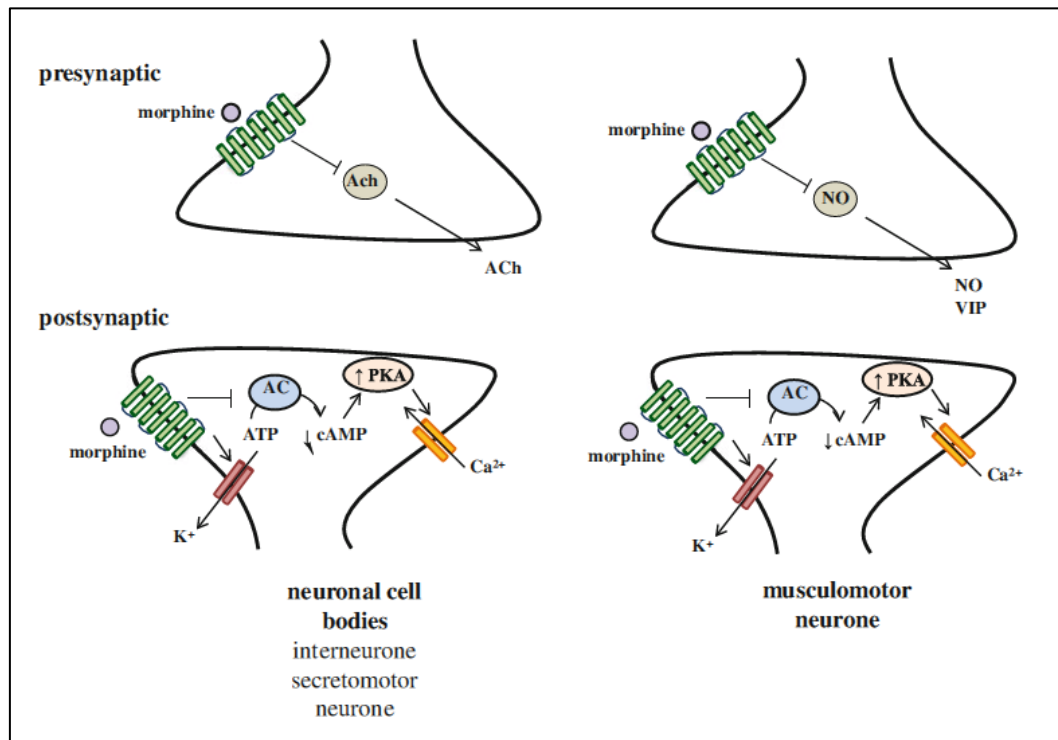 presynaptic
morphine
Ach
ACh
morphine
NO
NO
VIP
postsynaptic
morphine
AC
ATP
↓ cAMP
↑ PKA
Ca²⁺
K⁺
morphine
AC
ATP
↓ cAMP
↑ PKA
Ca²⁺
K⁺
neuronal cell
bodies
interneurone
secretomotor
neurone
musculomotor
neurone